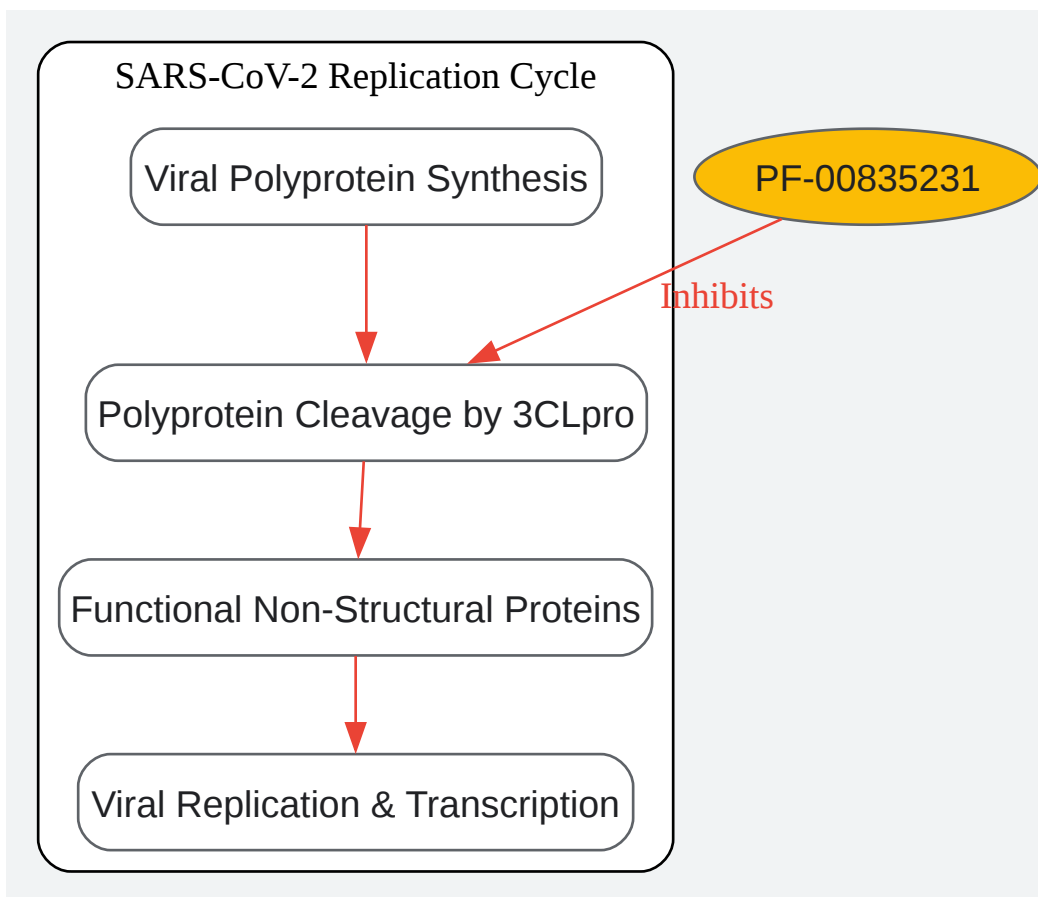 SARS-CoV-2 Replication Cycle
Viral Polyprotein Synthesis
PF-00835231
Inhibits
Polyprotein Cleavage by 3CLpro
Functional Non-Structural Proteins
Viral Replication & Transcription